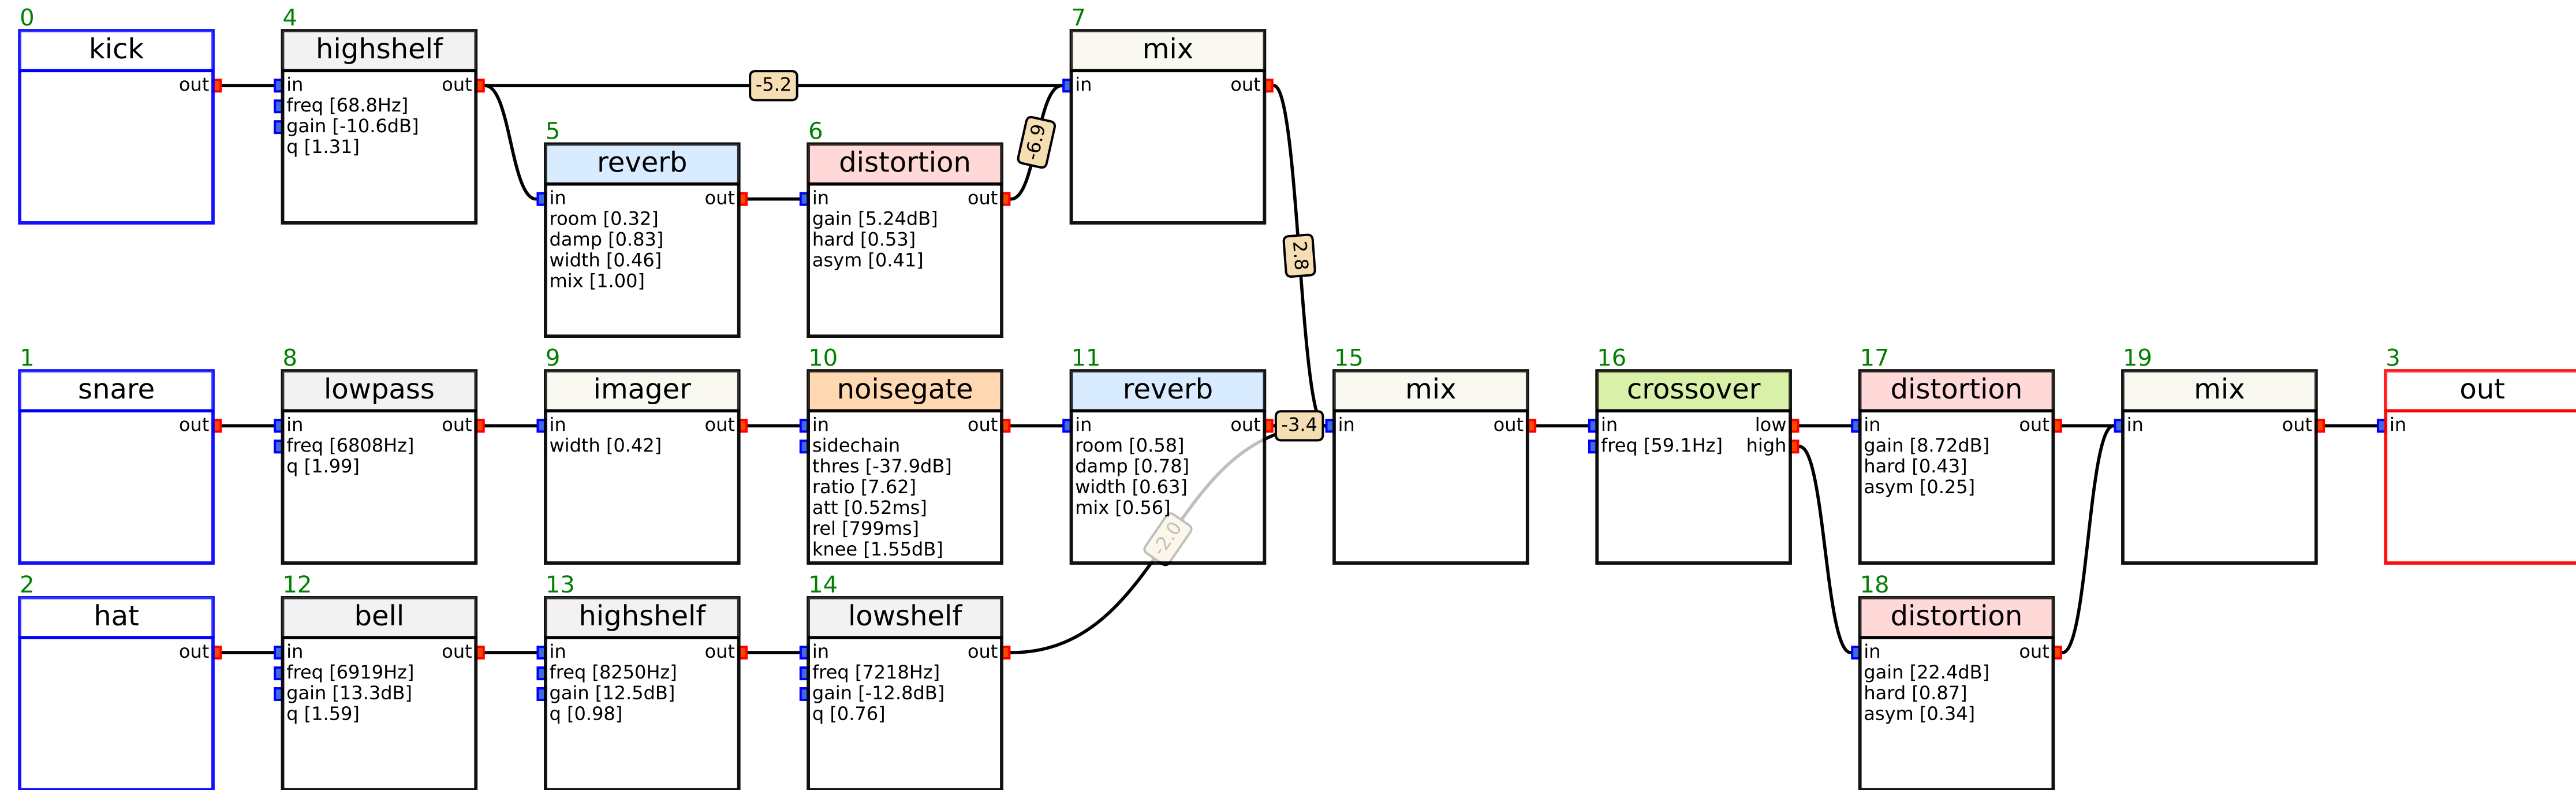 0
kick
out
4
highshelf
in out
freq [68.8Hz]
gain [-10.6dB]
q [1.31]
-5.2
5
reverb
in out
room [0.32]
damp [0.83]
width [0.46]
mix [1.00]
6
distortion
in out
gain [5.24dB]
hard [0.53]
asym [0.41]
-6.9
7
mix
in out
2.8
1
snare
out
8
lowpass
in out
freq [6808Hz]
q [1.99]
9
imager
in out
width [0.42]
10
noisegate
in out
sidechain
thres [-37.9dB]
ratio [7.62]
att [0.52ms]
rel [799ms]
knee [1.55dB]
11
reverb
in out
room [0.58]
damp [0.78]
width [0.63]
mix [0.56]
-3.4
15
mix
in out
16
crossover
in low
freq [59.1Hz] high
17
distortion
in out
gain [8.72dB]
hard [0.43]
asym [0.25]
19
mix
in out
3
out
in
2
hat
out
12
bell
in out
freq [6919Hz]
gain [13.3dB]
q [1.59]
13
highshelf
in out
freq [8250Hz]
gain [12.5dB]
q [0.98]
14
lowshelf
in out
freq [7218Hz]
gain [-12.8dB]
q [0.76]
-2.0
18
distortion
in out
gain [22.4dB]
hard [0.87]
asym [0.34]